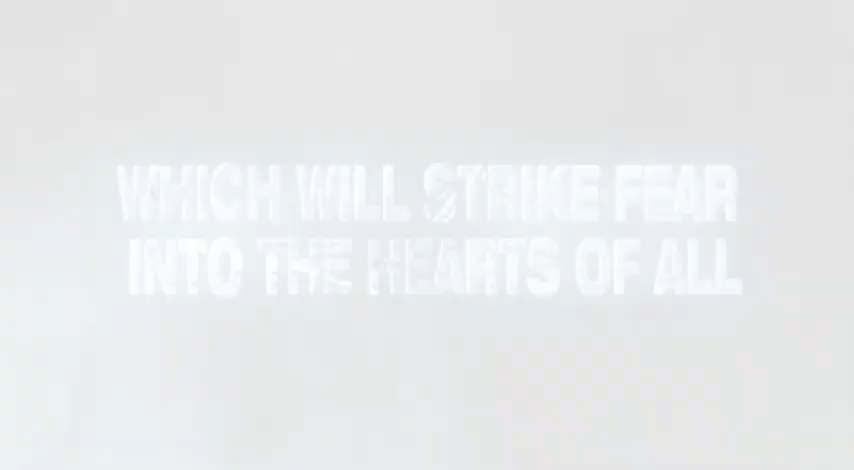 WHICH WILL STRIKE FEAR
INTO THE HEARTS OF ALL